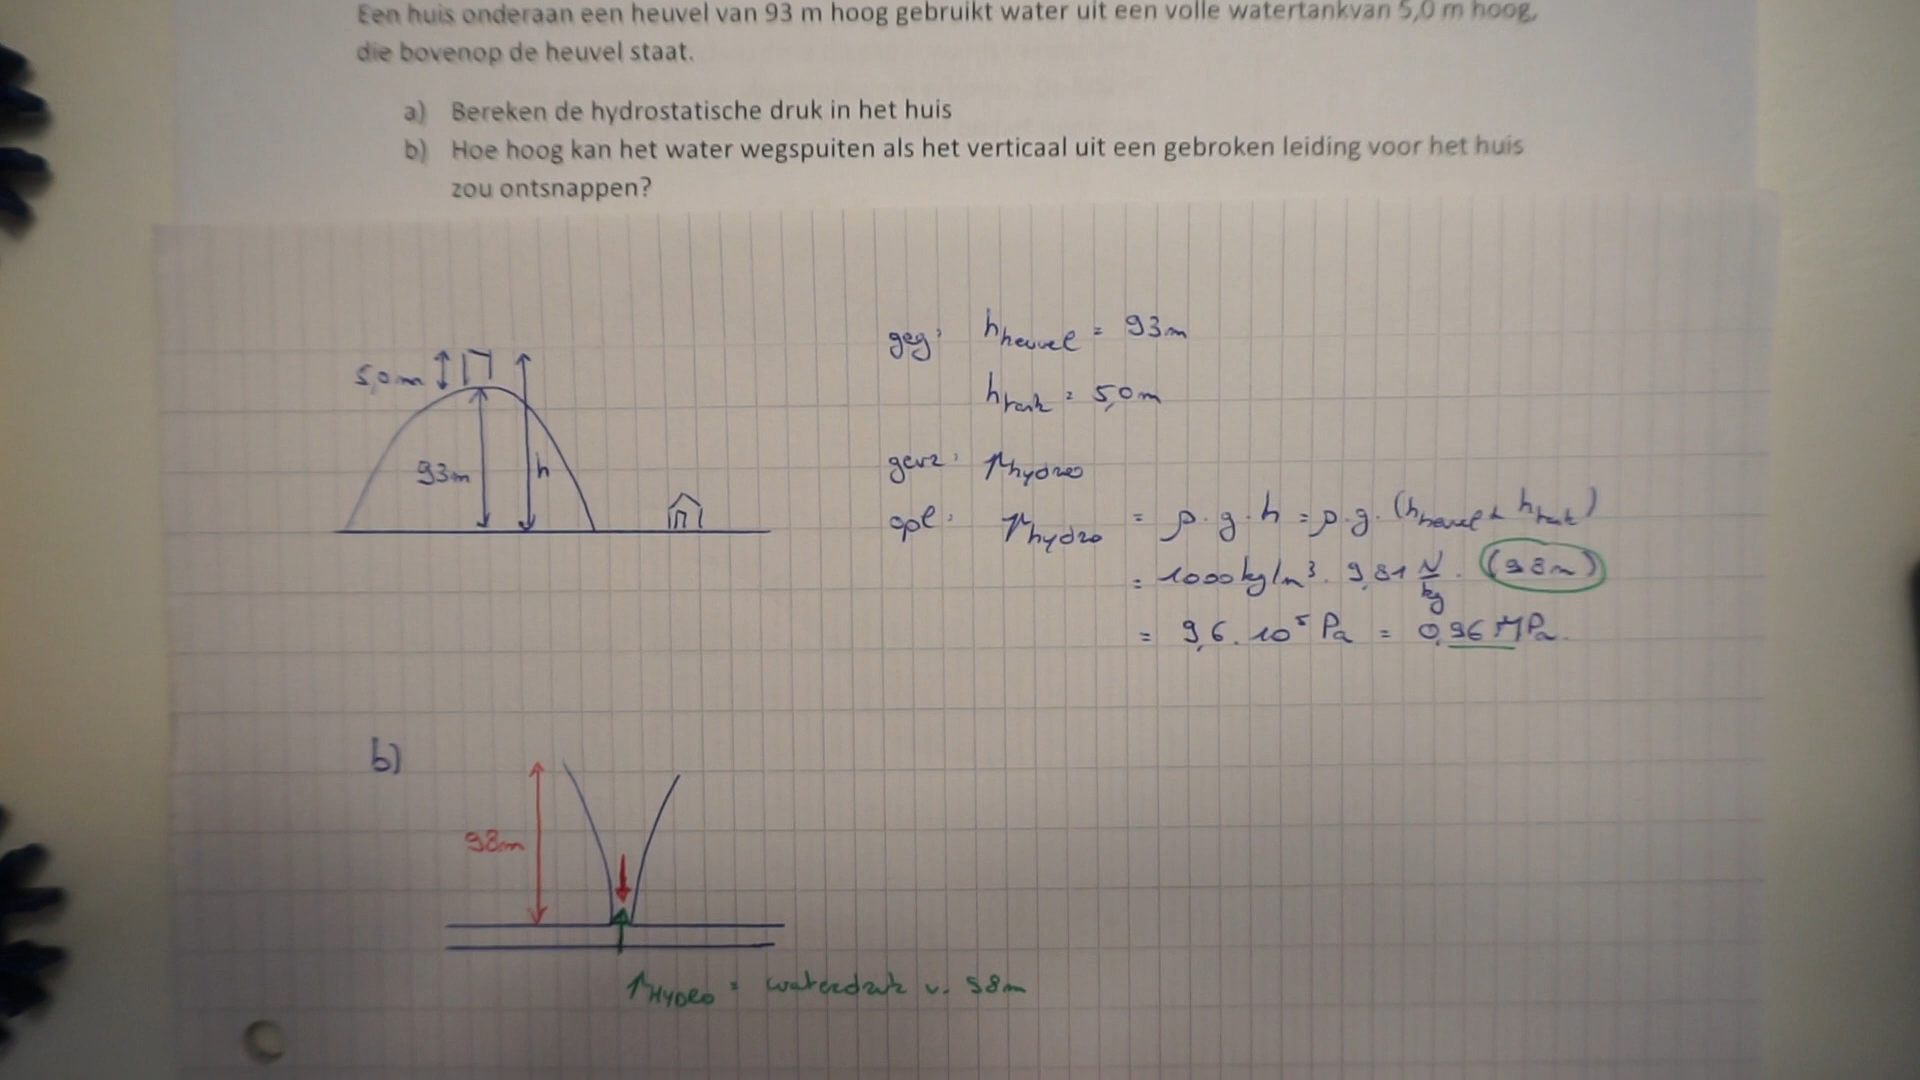 Een huis onderaan een heuvel van 93 m hoog gebruikt water uit een volle watertankvan 5,0 m hoog,
die bovenop de heuvel staat.
a) Bereken de hydrostatische druk in het huis
b) Hoe hoog kan het water wegspuiten als het verticaal uit een gebroken leiding voor het huis
zou ontsnappen?
geg: h_heuvel = 93m
5,0m
h_tank = 5,0m
93m h
gevr: p_hydro
opl: p_hydro = ρ.g.h = ρ.g.(h_heuvel + h_tank)
= 1000 kg/m³ . 9,81 N/kg . (98m)
= 9,6.10⁵ Pa = 0,96 MPa.
b)
98m
p_HYDRO = waterdruk v. 98m